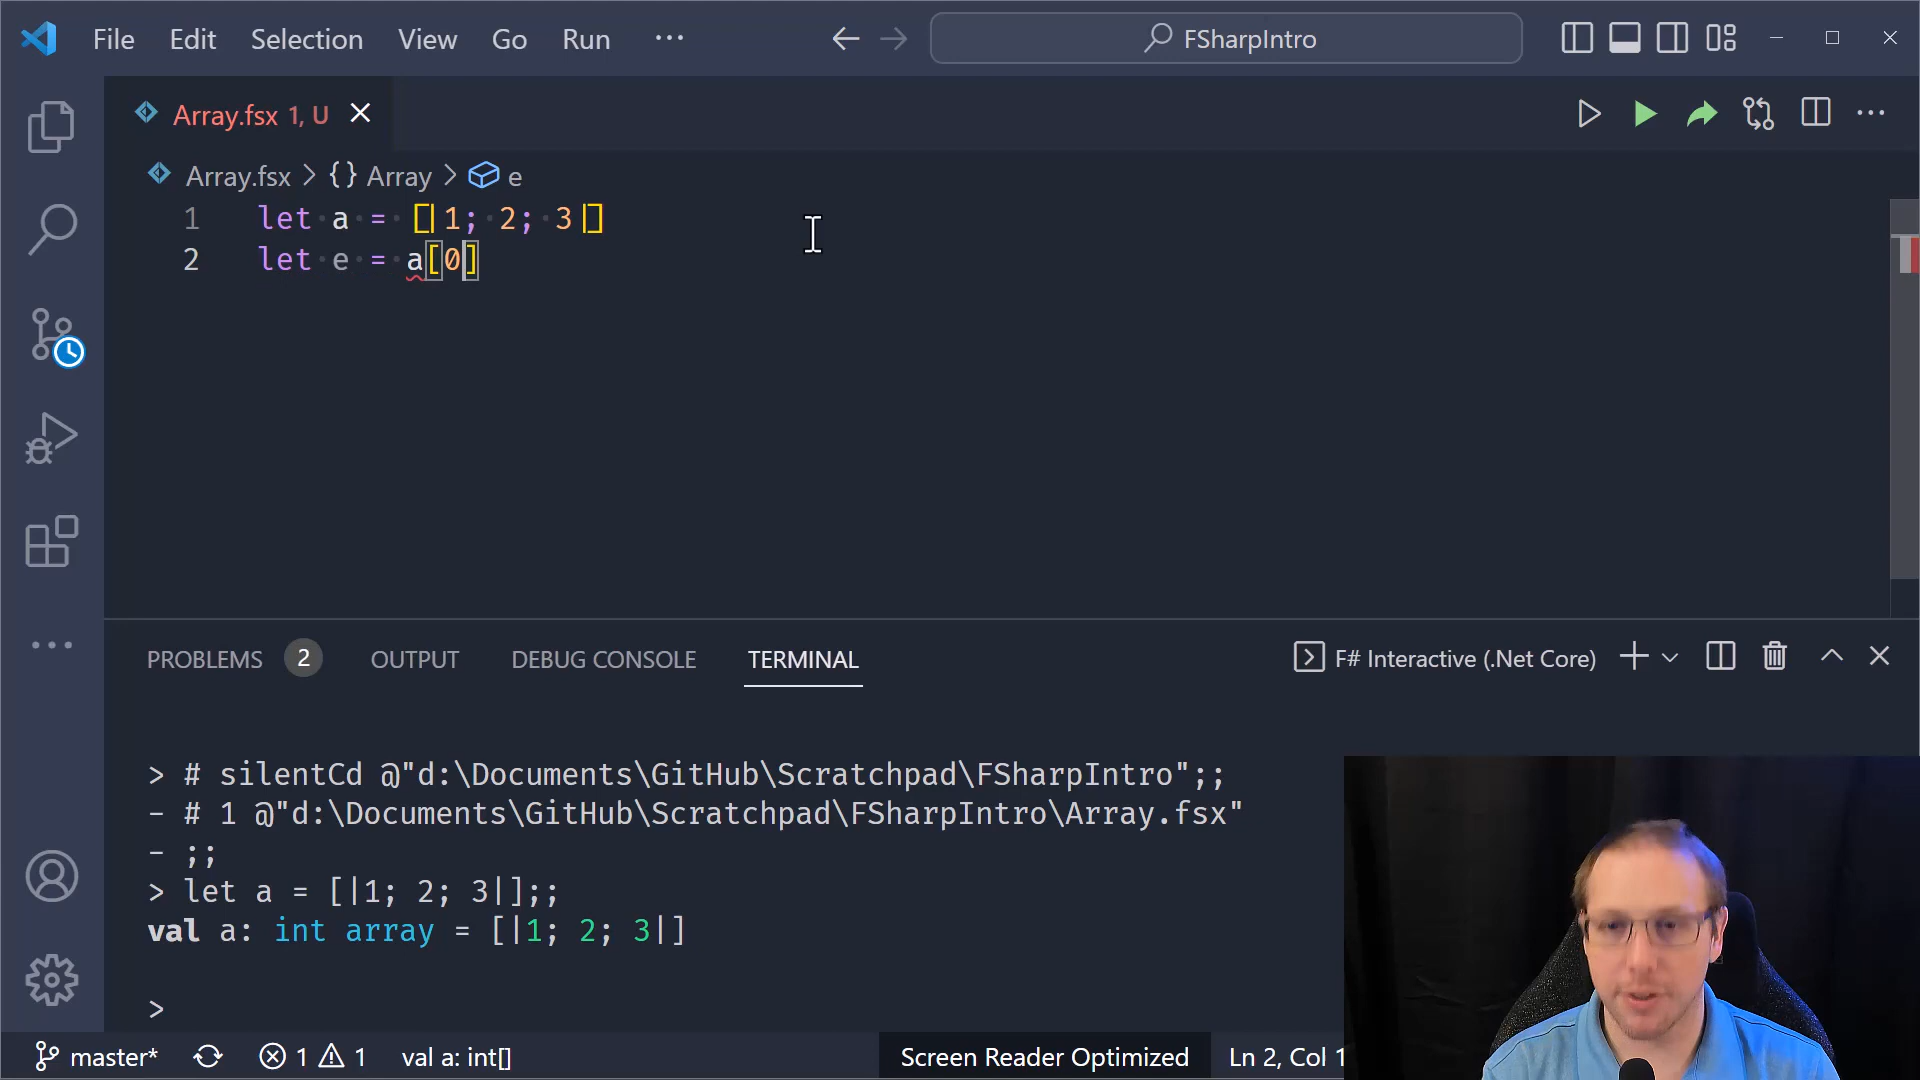 File Edit Selection View Go Run ··· FSharpIntro
Array.fsx 1, U
Array.fsx > {} Array > e
1 let a = [|1; 2; 3|]
2 let e = a[0]
PROBLEMS 2 OUTPUT DEBUG CONSOLE TERMINAL F# Interactive (.Net Core)
> # silentCd @"d:\Documents\GitHub\Scratchpad\FSharpIntro";;
- # 1 @"d:\Documents\GitHub\Scratchpad\FSharpIntro\Array.fsx"
- ;;
> let a = [|1; 2; 3|];;
val a: int array = [|1; 2; 3|]
>
master* 1 1 val a: int[] Screen Reader Optimized Ln 2, Col 1